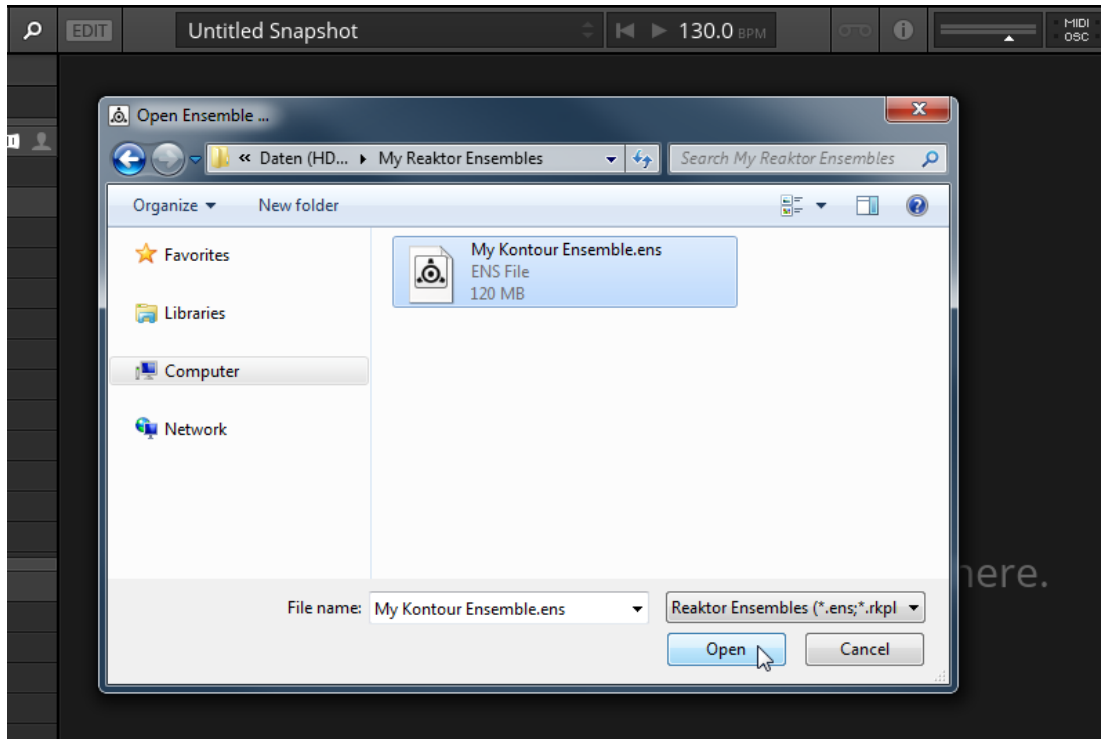 EDIT
Untitled Snapshot
130.0 BPM
MIDI
OSC
Open Ensemble ...
« Daten (HD... My Reaktor Ensembles
Search My Reaktor Ensembles
Organize
New folder
Favorites
Libraries
Computer
Network
My Kontour Ensemble.ens
ENS File
120 MB
here.
File name: My Kontour Ensemble.ens
Reaktor Ensembles (*.ens;*.rkpl
Open
Cancel